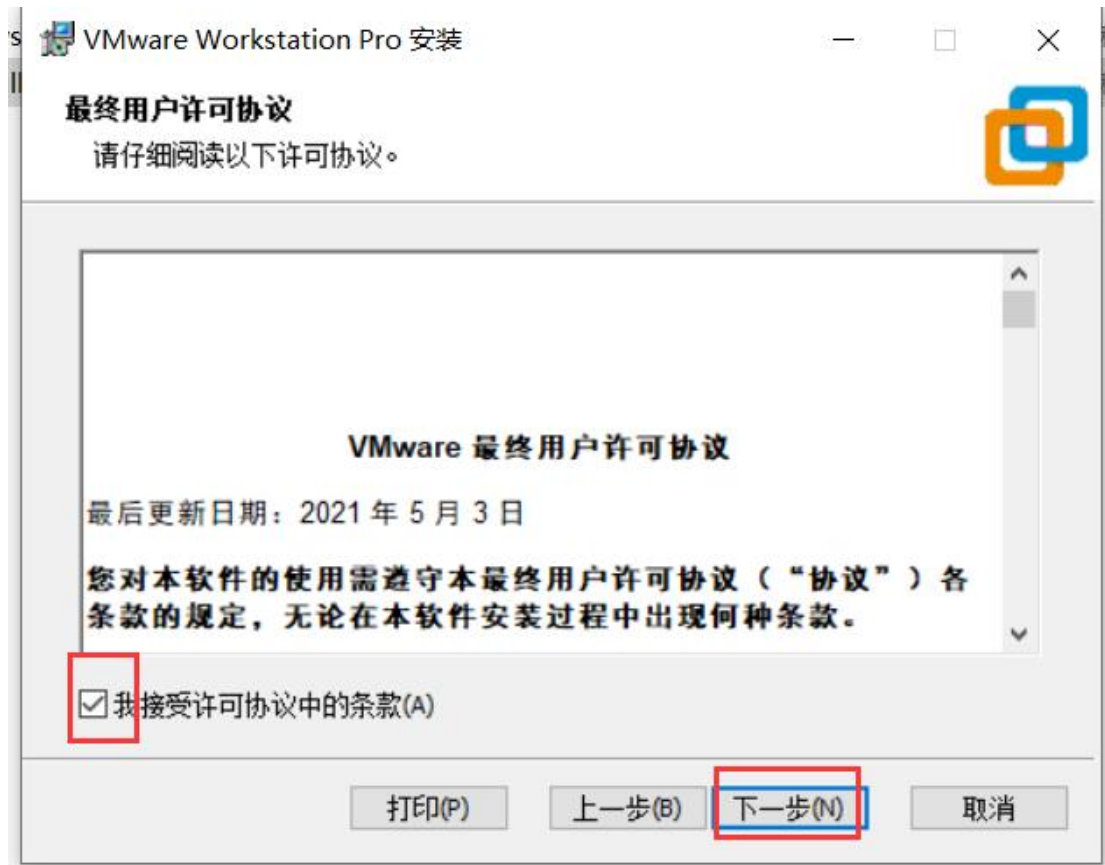 VMware Workstation Pro 安装
最终用户许可协议
请仔细阅读以下许可协议。
VMware 最终用户许可协议
最后更新日期：2021 年 5 月 3 日
您对本软件的使用需遵守本最终用户许可协议（“协议”）各
条款的规定，无论在本软件安装过程中出现何种条款。
我接受许可协议中的条款(A)
打印(P) 上一步(B) 下一步(N) 取消